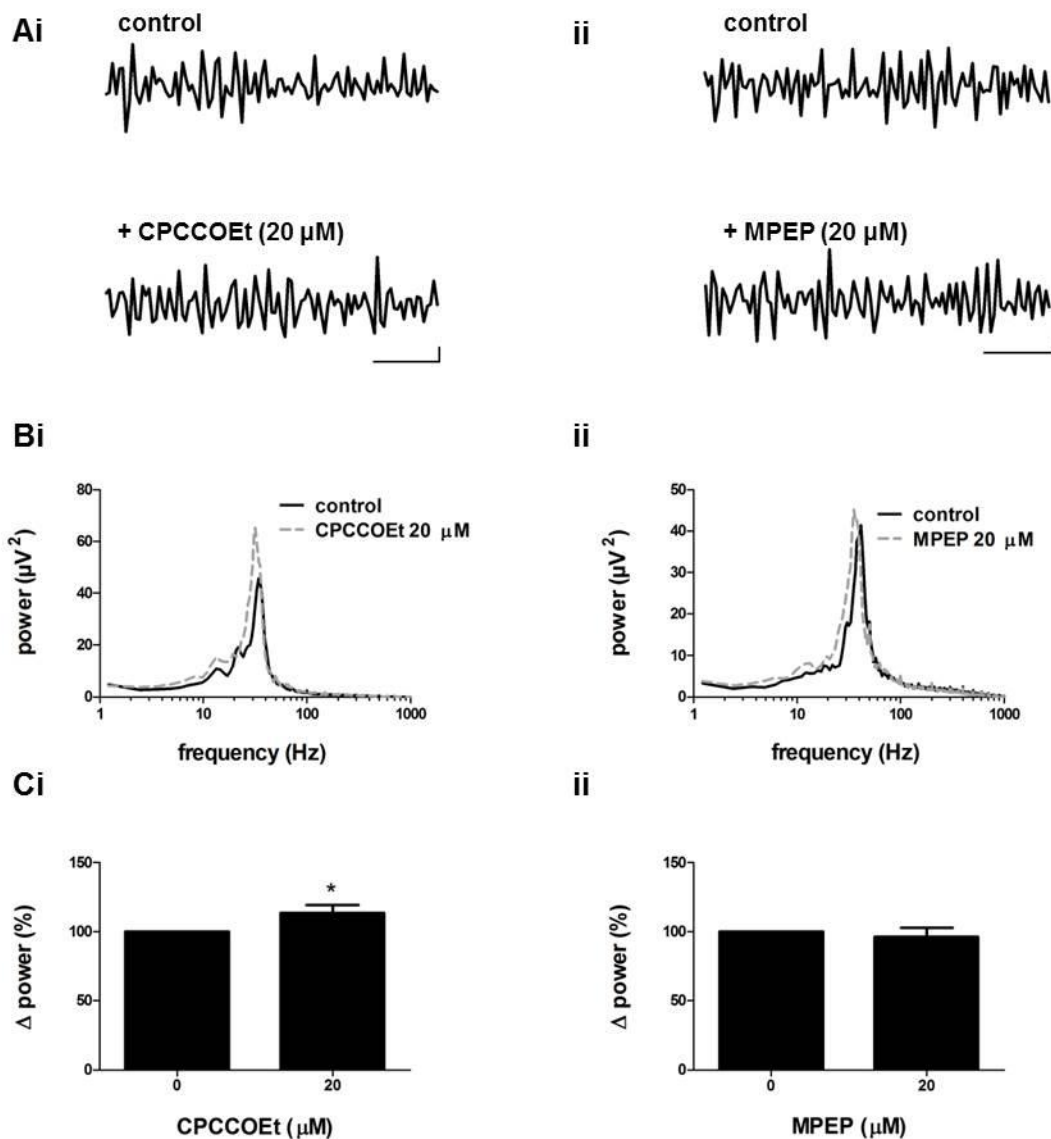 Ai
control
ii
control
+ CPCCOEt (20 µM)
+ MPEP (20 µM)
Bi
80
60
40
20
0
power (µV²)
control
CPCCOEt 20 µM
1
10
100
1000
frequency (Hz)
ii
50
40
30
20
10
0
power (µV²)
control
MPEP 20 µM
1
10
100
1000
frequency (Hz)
Ci
150
100
50
0
Δ power (%)
*
0
20
CPCCOEt (µM)
ii
150
100
50
0
Δ power (%)
0
20
MPEP (µM)